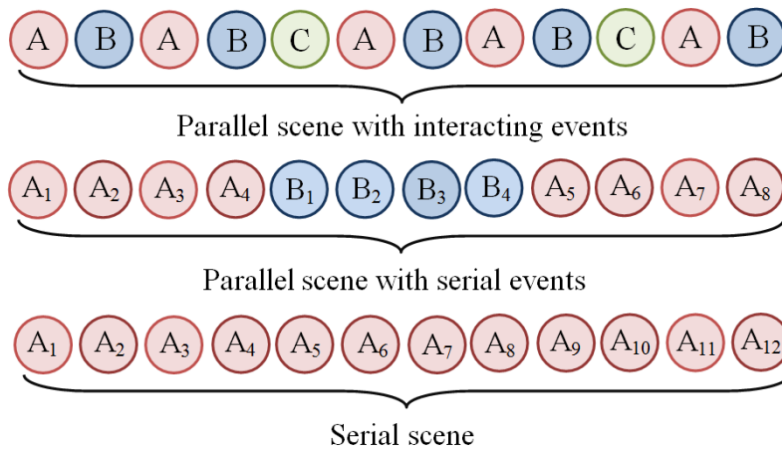 A B A B C A B A B C A B
Parallel scene with interacting events
A₁ A₂ A₃ A₄ B₁ B₂ B₃ B₄ A₅ A₆ A₇ A₈
Parallel scene with serial events
A₁ A₂ A₃ A₄ A₅ A₆ A₇ A₈ A₉ A₁₀ A₁₁ A₁₂
Serial scene